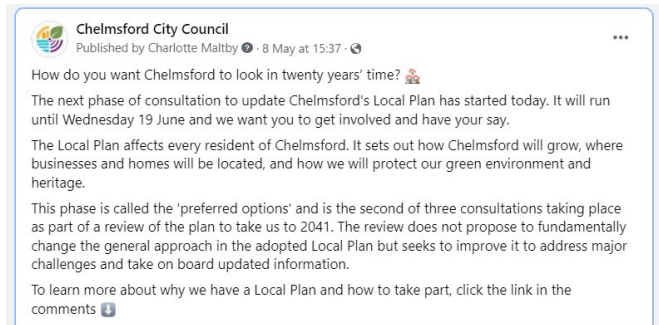 Chelmsford City Council
Published by Charlotte Maltby · 8 May at 15:37 ·
How do you want Chelmsford to look in twenty years' time?
The next phase of consultation to update Chelmsford's Local Plan has started today. It will run
until Wednesday 19 June and we want you to get involved and have your say.
The Local Plan affects every resident of Chelmsford. It sets out how Chelmsford will grow, where
businesses and homes will be located, and how we will protect our green environment and
heritage.
This phase is called the 'preferred options' and is the second of three consultations taking place
as part of a review of the plan to take us to 2041. The review does not propose to fundamentally
change the general approach in the adopted Local Plan but seeks to improve it to address major
challenges and take on board updated information.
To learn more about why we have a Local Plan and how to take part, click the link in the
comments ⬇️